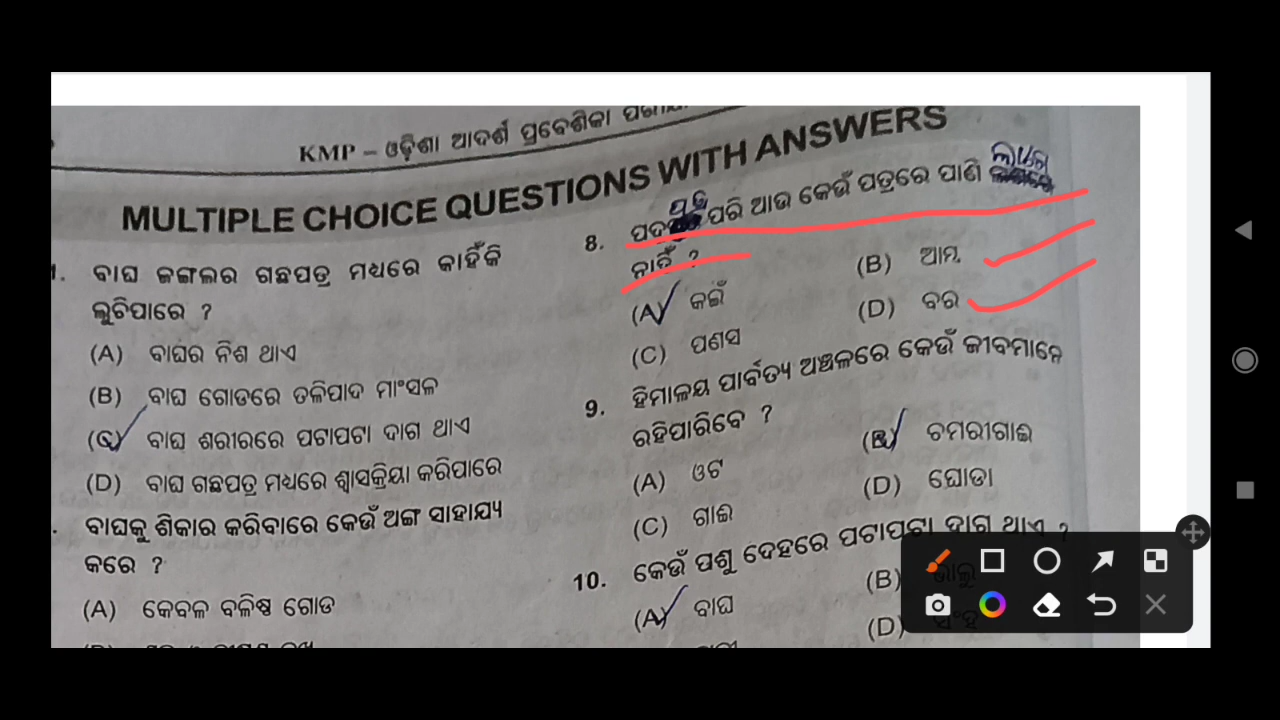 KMP – ଓଡ଼ିଶା ଆଦର୍ଶ ପ୍ରବେଶିକା
MULTIPLE CHOICE QUESTIONS WITH ANSWERS
ବାଘ ଜଙ୍ଗଲର ଗଛପତ୍ର ମଧ୍ୟରେ କାହିଁକି
ଲୁଚିପାରେ ?
(A) ବାଘର ନିଶ ଥାଏ
(B) ବାଘ ଗୋଡରେ ତଳିପାଦ ମାଂସଳ
(C) ବାଘ ଶରୀରରେ ପଟାପଟା ଦାଗ ଥାଏ
(D) ବାଘ ଗଛପତ୍ର ମଧ୍ୟରେ ଶ୍ୱାସକ୍ରିୟା କରିପାରେ
ବାଘକୁ ଶିକାର କରିବାରେ କେଉଁ ଅଙ୍ଗ ସାହାଯ୍ୟ
କରେ ?
(A) କେବଳ ବଳିଷ୍ଠ ଗୋଡ
8. ପଦ୍ମ ପତ୍ର ପରି ଆଉ କେଉଁ ପତ୍ରରେ ପାଣି ଲାଗେ
ନାହିଁ ?
(A) କଇଁ (B) ଆମ୍ବ
(C) ପଣସ (D) ବର
9. ହିମାଳୟ ପାର୍ବତ୍ୟ ଅଞ୍ଚଳରେ କେଉଁ ଜୀବମାନେ
ରହିପାରିବେ ?
(A) ଓଟ (B) ଚମରୀଗାଈ
(C) ଗାଈ (D) ଘୋଡା
10. କେଉଁ ପଶୁ ଦେହରେ ପଟାପଟା ଦାଗ ଥାଏ ?
(A) ବାଘ (B) ଭାଲୁ
(D)